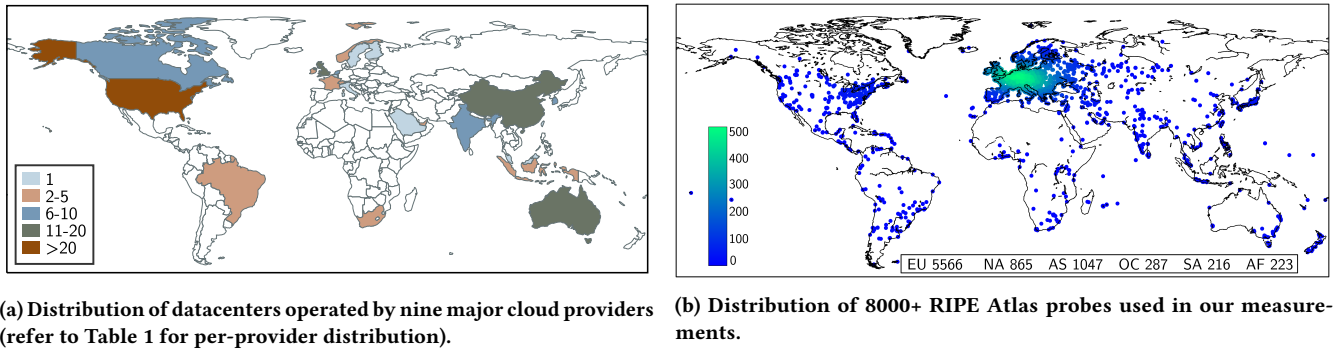 1
2-5
6-10
11-20
>20
(a) Distribution of datacenters operated by nine major cloud providers
(refer to Table 1 for per-provider distribution).
500
400
300
200
100
0
EU 5566 NA 865 AS 1047 OC 287 SA 216 AF 223
(b) Distribution of 8000+ RIPE Atlas probes used in our measure-
ments.